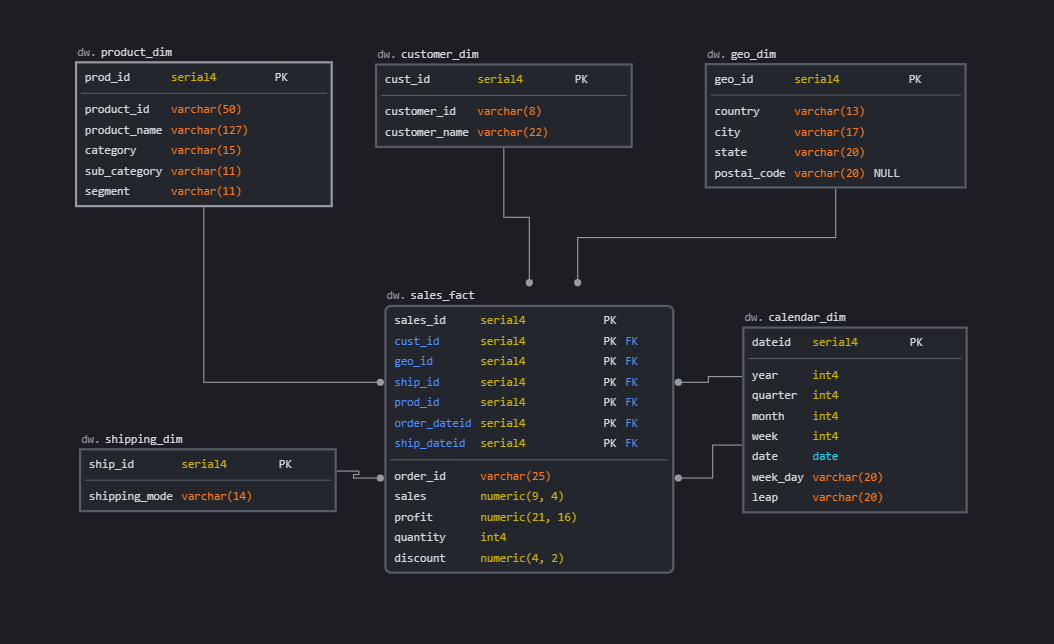 dw. product_dim
prod_id serial4 PK
product_id varchar(50)
product_name varchar(127)
category varchar(15)
sub_category varchar(11)
segment varchar(11)
dw. customer_dim
cust_id serial4 PK
customer_id varchar(8)
customer_name varchar(22)
dw. geo_dim
geo_id serial4 PK
country varchar(13)
city varchar(17)
state varchar(20)
postal_code varchar(20) NULL
dw. sales_fact
sales_id serial4 PK
cust_id serial4 PK FK
geo_id serial4 PK FK
ship_id serial4 PK FK
prod_id serial4 PK FK
order_dateid serial4 PK FK
ship_dateid serial4 PK FK
order_id varchar(25)
sales numeric(9, 4)
profit numeric(21, 16)
quantity int4
discount numeric(4, 2)
dw. calendar_dim
dateid serial4 PK
year int4
quarter int4
month int4
week int4
date date
week_day varchar(20)
leap varchar(20)
dw. shipping_dim
ship_id serial4 PK
shipping_mode varchar(14)